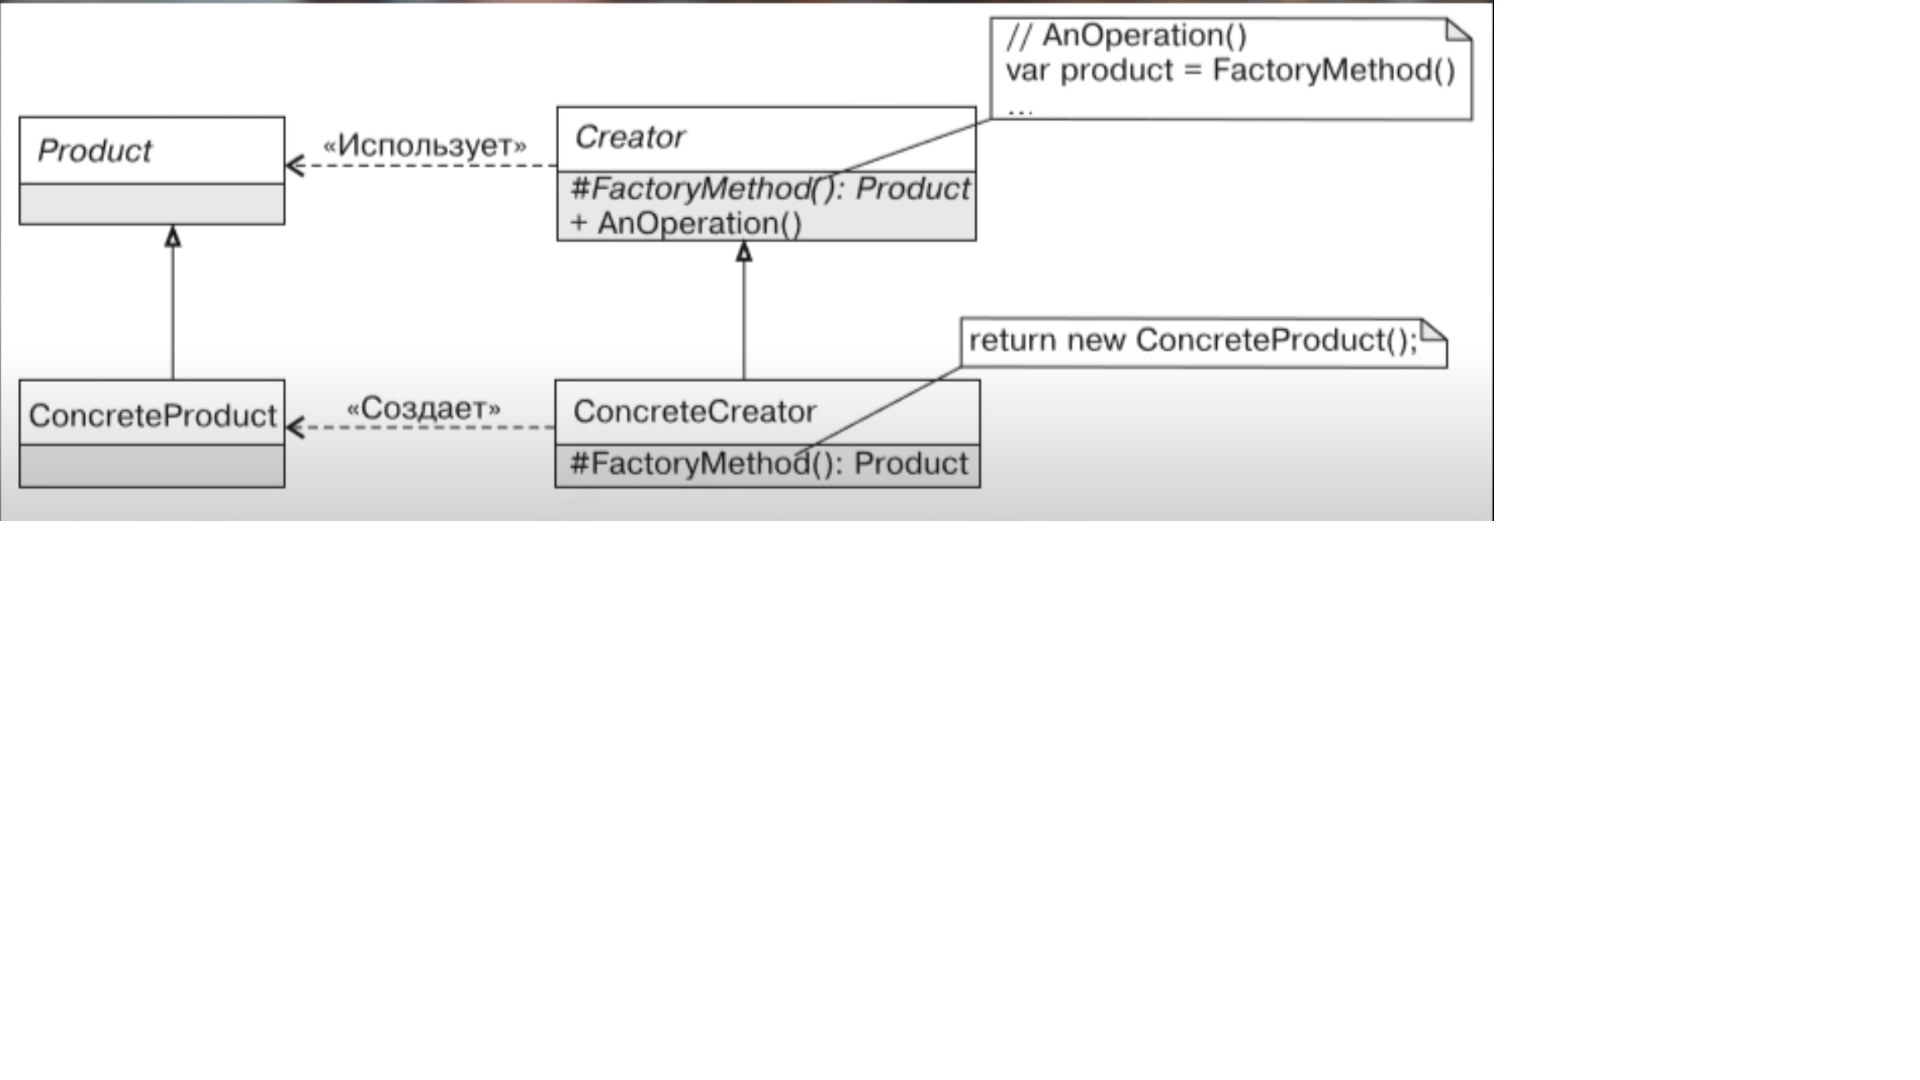 // AnOperation()
var product = FactoryMethod()
...
Product
«Использует»
Creator
#FactoryMethod(): Product
+ AnOperation()
return new ConcreteProduct();
ConcreteProduct
«Создает»
ConcreteCreator
#FactoryMethod(): Product